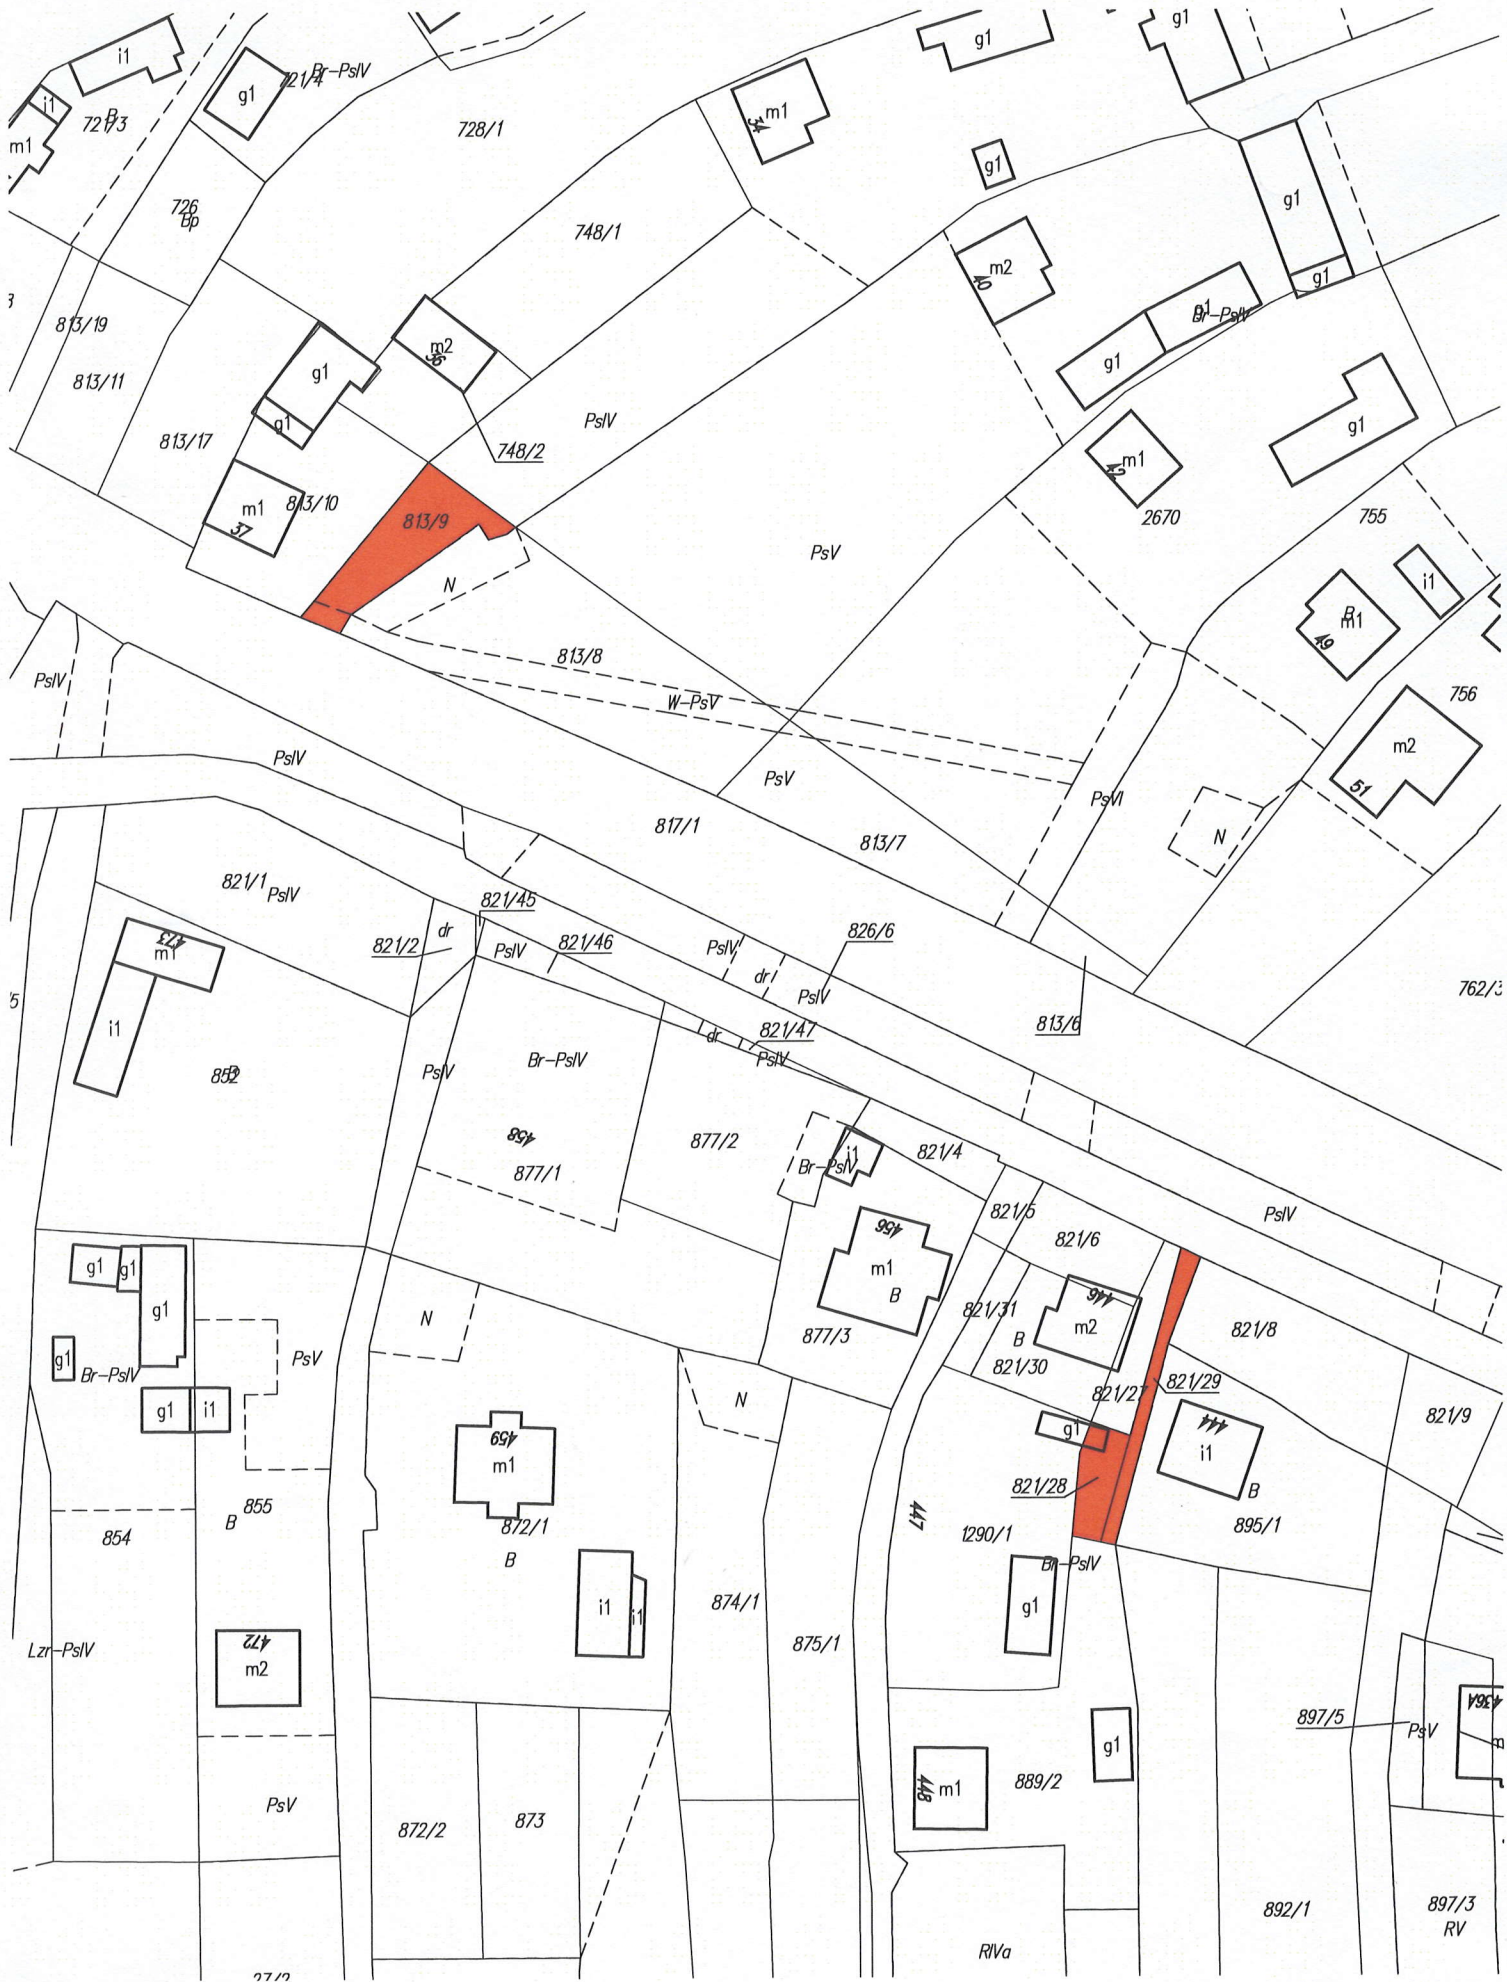 i1
g1
721/4
Br-PsIV
g1
g1
i1
721/3
B
m1
728/1
m1
34
g1
726
Bp
748/1
g1
m2
40
g1
813/19
813/11
g1
Br-PsIV
g1
m2
36
g1
g1
813/17
g1
PsIV
748/2
m1
42
g1
m1
37
813/10
813/9
2670
755
PsV
N
i1
B
m1
49
813/8
PsIV
W-PsV
756
m2
51
PsIV
PsV
PsVI
817/1
813/7
N
821/1
PsIV
821/45
821/2
dr
PsIV
821/46
826/6
PsIV
dr
PsIV
473
m1
762/3
i1
813/6
821/47
dr
PsIV
Br-PsIV
PsIV
852
B
458
877/1
877/2
i1
Br-PsIV
821/4
821/5
PsIV
456
m1
B
821/6
g1
g1
g1
N
877/3
821/31
446
m2
821/8
B
821/30
g1
Br-PsIV
PsV
821/27
821/29
g1
i1
N
821/9
459
m1
g1
444
i1
B
821/28
854
B
855
872/1
B
447
1290/1
895/1
Br-PsIV
i1
i1
874/1
g1
875/1
Lzr-PsIV
472
m2
436A
897/5
PsV
B
g1
448
m1
889/2
PsV
872/2
873
892/1
897/3
RV
RIVa
27/2